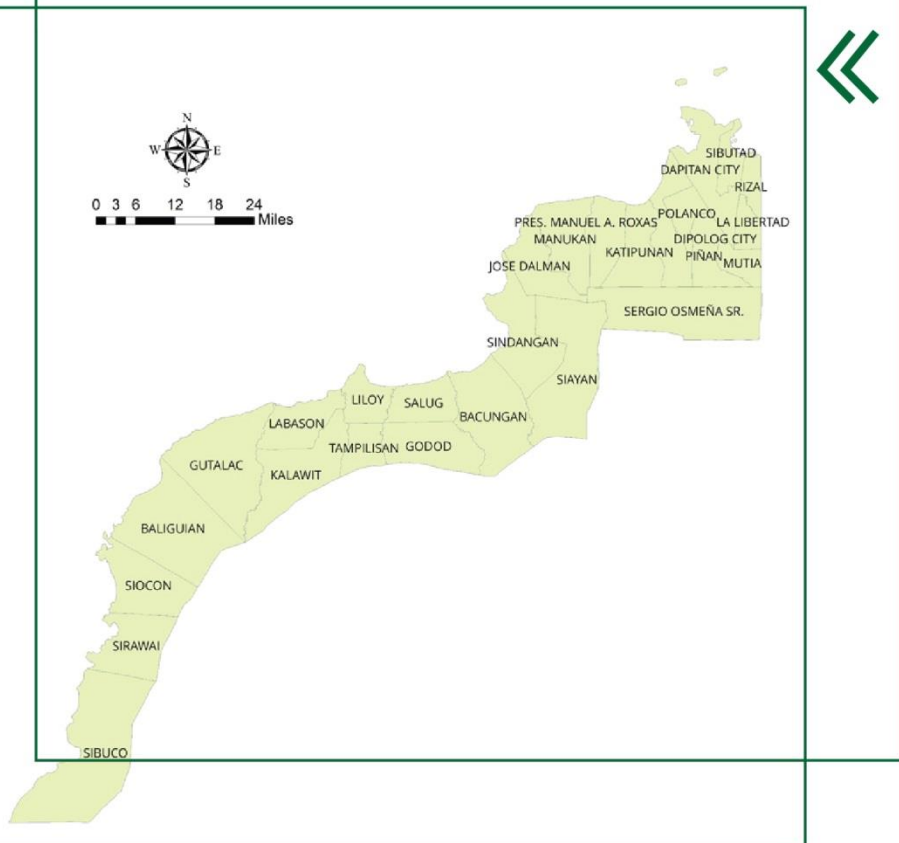 N
W E
S
0 3 6 12 18 24
Miles
SIBUTAD
DAPITAN CITY
RIZAL
POLANCO
PRES. MANUEL A. ROXAS
LA LIBERTAD
MANUKAN
DIPOLOG CITY
KATIPUNAN
PIÑAN
MUTIA
JOSE DALMAN
SERGIO OSMEÑA SR.
SINDANGAN
SIAYAN
LILOY
SALUG
BACUNGAN
LABASON
TAMPILISAN
GODOD
GUTALAC
KALAWIT
BALIGUIAN
SIOCON
SIRAWAI
SIBUCO